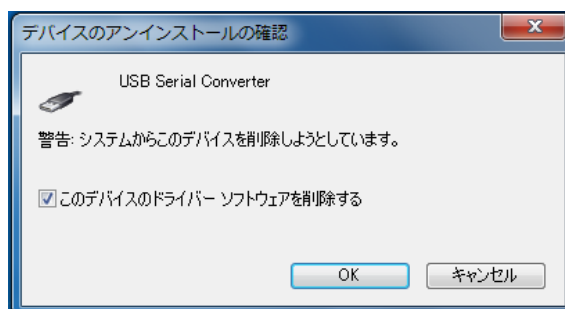 デバイスのアンインストールの確認
USB Serial Converter
警告: システムからこのデバイスを削除しようとしています。
このデバイスのドライバー ソフトウェアを削除する
OK
キャンセル